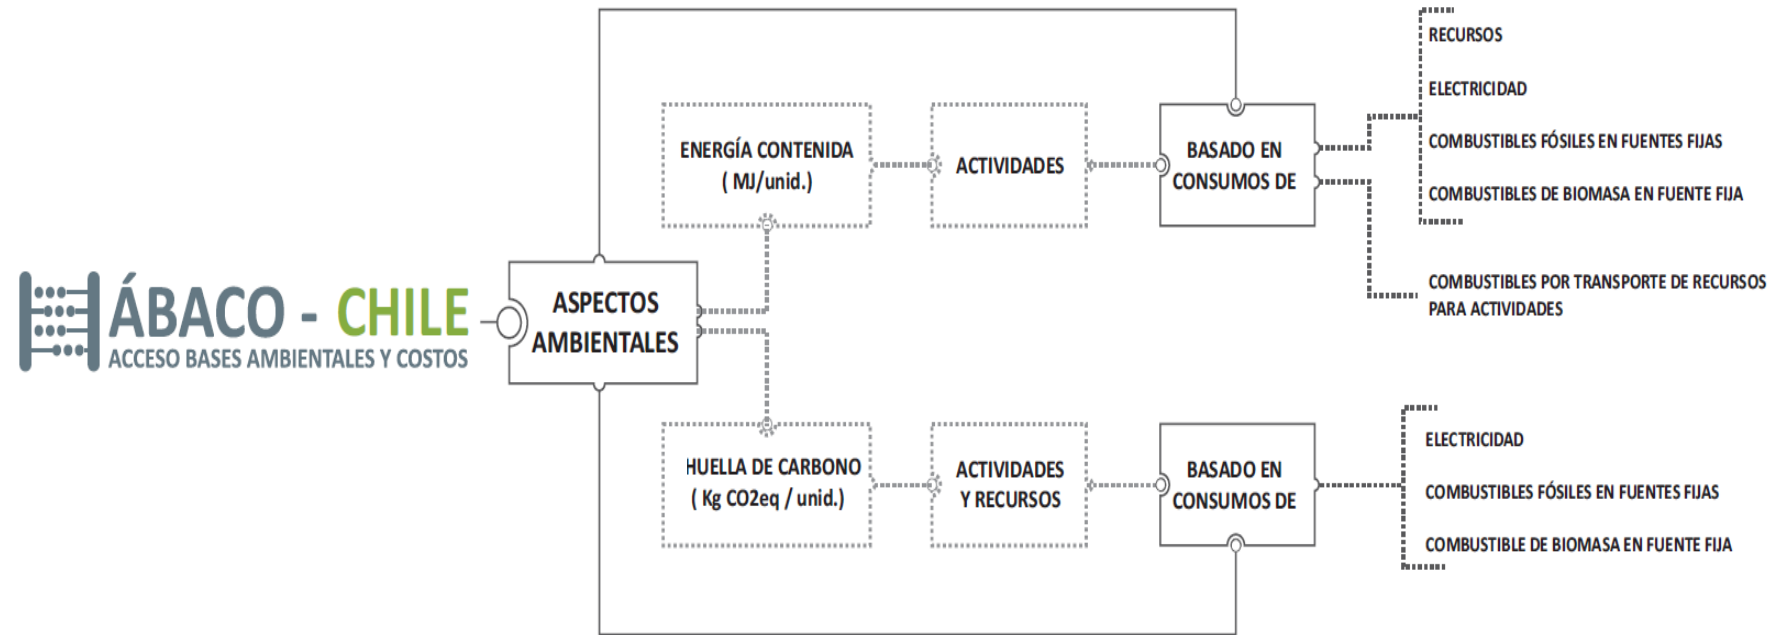 ÁBACO - CHILE
ACCESO BASES AMBIENTALES Y COSTOS
ASPECTOS
AMBIENTALES
ENERGÍA CONTENIDA
( MJ/unid.)
ACTIVIDADES
BASADO EN
CONSUMOS DE
RECURSOS
ELECTRICIDAD
COMBUSTIBLES FÓSILES EN FUENTES FIJAS
COMBUSTIBLES DE BIOMASA EN FUENTE FIJA
COMBUSTIBLES POR TRANSPORTE DE RECURSOS
PARA ACTIVIDADES
HUELLA DE CARBONO
( Kg CO2eq / unid.)
ACTIVIDADES
Y RECURSOS
BASADO EN
CONSUMOS DE
ELECTRICIDAD
COMBUSTIBLES FÓSILES EN FUENTES FIJAS
COMBUSTIBLE DE BIOMASA EN FUENTE FIJA